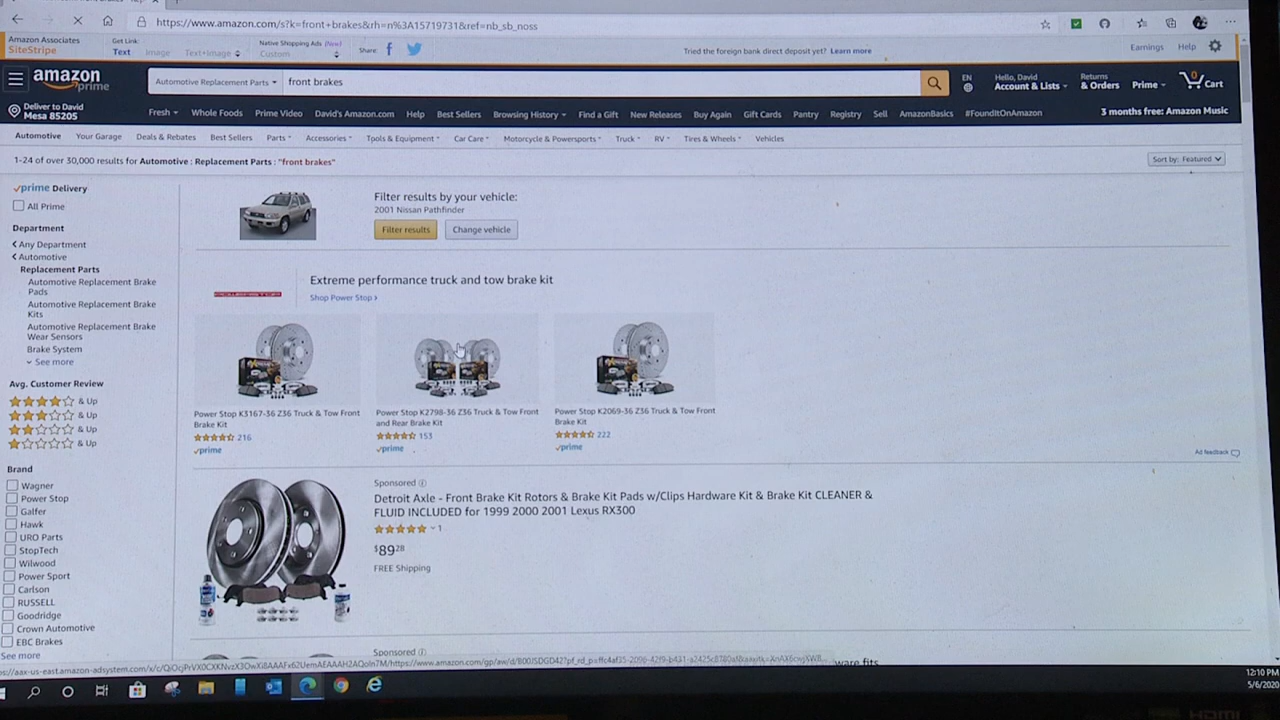 https://www.amazon.com/s?k=front+brakes&rh=n%3A15719731&ref=nb_sb_noss
Amazon Associates
SiteStripe
Get Link:
Text
Image
Text+Image
Native Shopping Ads (New)
Custom
Share:
Tried the foreign bank direct deposit yet? Learn more
Earnings
Help
amazon
prime
Automotive Replacement Parts
front brakes
EN
Hello, David
Account & Lists
Returns
& Orders
Prime
0
Cart
Deliver to David
Mesa 85205
Fresh
Whole Foods
Prime Video
David's Amazon.com
Help
Best Sellers
Browsing History
Find a Gift
New Releases
Buy Again
Gift Cards
Pantry
Registry
Sell
AmazonBasics
#FoundItOnAmazon
3 months free: Amazon Music
Automotive
Your Garage
Deals & Rebates
Best Sellers
Parts
Accessories
Tools & Equipment
Car Care
Motorcycle & Powersports
Truck
RV
Tires & Wheels
Vehicles
1-24 of over 30,000 results for Automotive : Replacement Parts : "front brakes"
Sort by: Featured
prime Delivery
All Prime
Department
Any Department
Automotive
Replacement Parts
Automotive Replacement Brake
Pads
Automotive Replacement Brake
Kits
Automotive Replacement Brake
Wear Sensors
Brake System
See more
Avg. Customer Review
& Up
& Up
& Up
& Up
Brand
Wagner
Power Stop
Galfer
Hawk
URO Parts
StopTech
Wilwood
Power Sport
Carlson
RUSSELL
Goodridge
Crown Automotive
EBC Brakes
See more
Filter results by your vehicle:
2001 Nissan Pathfinder
Filter results
Change vehicle
POWERSTOP
Extreme performance truck and tow brake kit
Shop Power Stop
Power Stop K3167-36 Z36 Truck & Tow Front
Brake Kit
216
prime
Power Stop K2798-36 Z36 Truck & Tow Front
and Rear Brake Kit
153
prime
Power Stop K2069-36 Z36 Truck & Tow Front
Brake Kit
222
prime
Ad feedback
Sponsored
Detroit Axle - Front Brake Kit Rotors & Brake Kit Pads w/Clips Hardware Kit & Brake Kit CLEANER &
FLUID INCLUDED for 1999 2000 2001 Lexus RX300
1
$89 28
FREE Shipping
Sponsored
12:10 PM
5/6/2020
HDMI